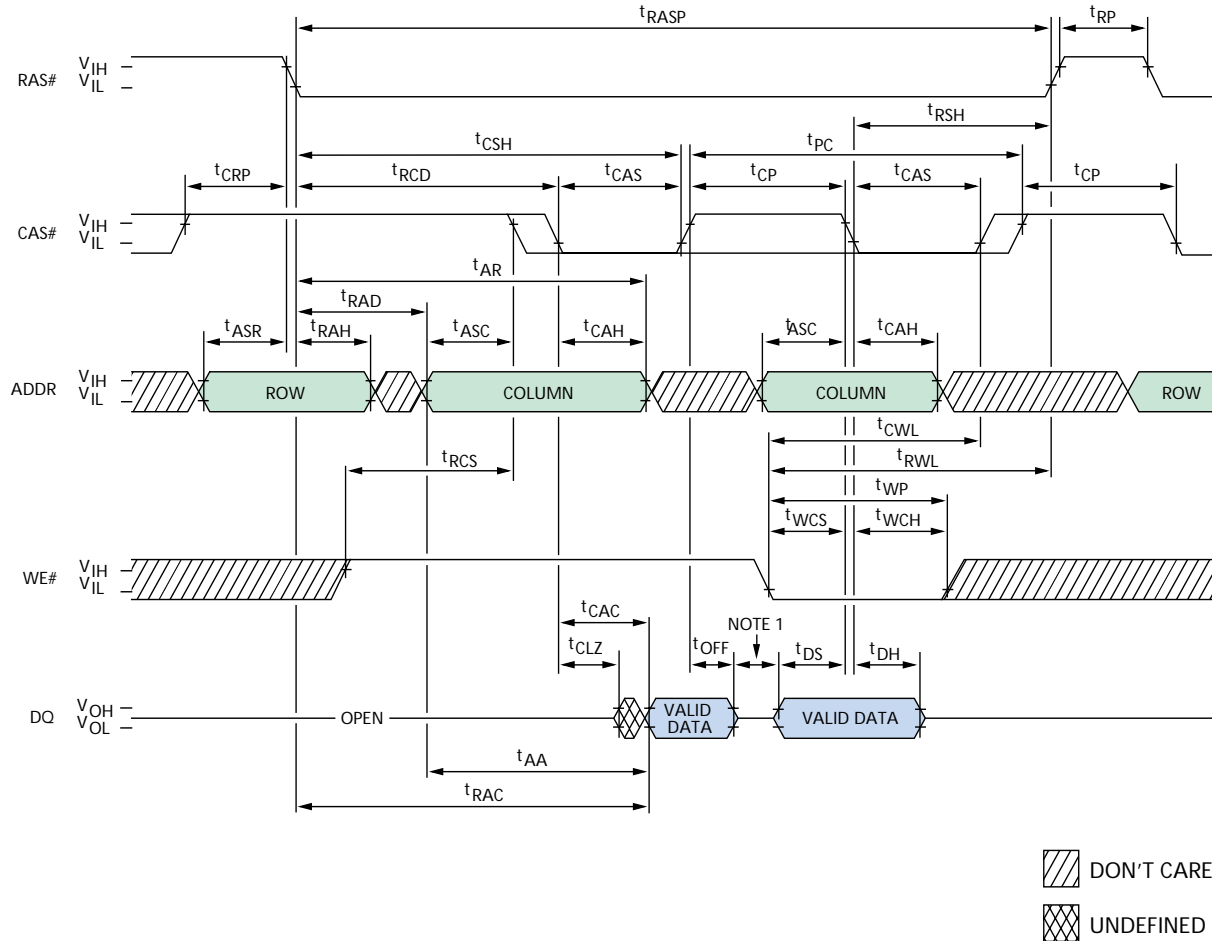 tRASP tRP
RAS# VIH
VIL
tRSH
tCSH tPC
tCRP tRCD tCAS tCP tCAS tCP
CAS# VIH
VIL
tAR
tRAD
tASR tRAH tASC tCAH tASC tCAH
ADDR VIH
VIL
ROW COLUMN COLUMN ROW
tCWL
tRCS tRWL
tWP
tWCS tWCH
WE# VIH
VIL
tCAC NOTE 1
tCLZ tOFF tDS tDH
DQ VOH
VOL
OPEN VALID DATA VALID DATA
tAA
tRAC
DON'T CARE
UNDEFINED